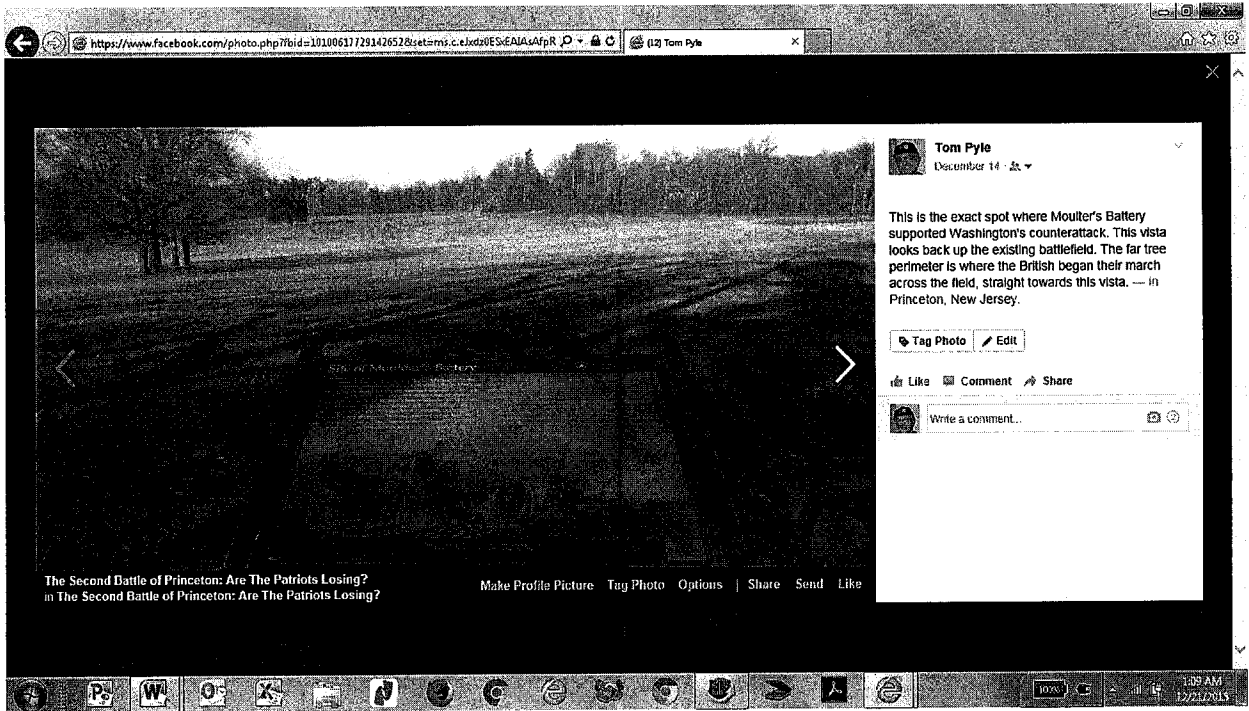 https://www.facebook.com/photo.php?fbid=10100617729142652&set=ms.c.eJxdz0ESxEAIAsAfpR
(12) Tom Pyle
Tom Pyle
December 14
This is the exact spot where Moulter's Battery
supported Washington's counterattack. This vista
looks back up the existing battlefield. The far tree
perimeter is where the British began their march
across the field, straight towards this vista. — in
Princeton, New Jersey.
Tag Photo Edit
Like Comment Share
Write a comment...
Site of Battery
The Second Battle of Princeton: Are The Patriots Losing?
in The Second Battle of Princeton: Are The Patriots Losing?
Make Profile Picture Tag Photo Options | Share Send Like
100%
1:09 AM
12/21/2015